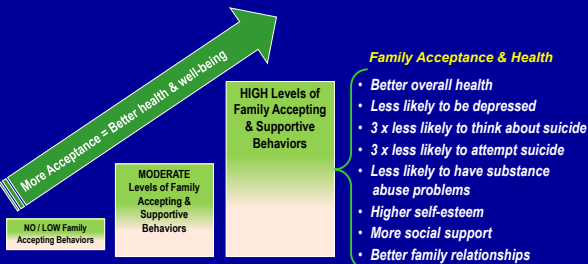 More Acceptance = Better health & well-being
NO / LOW Family
Accepting Behaviors
MODERATE
Levels of Family
Accepting &
Supportive
Behaviors
HIGH Levels of
Family Accepting
& Supportive
Behaviors
Family Acceptance & Health
• Better overall health
• Less likely to be depressed
• 3 x less likely to think about suicide
• 3 x less likely to attempt suicide
• Less likely to have substance
abuse problems
• Higher self-esteem
• More social support
• Better family relationships